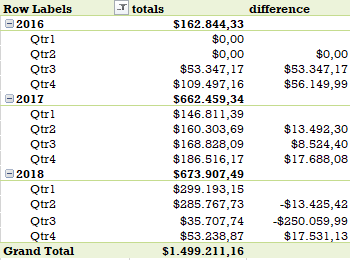 Row Labels totals difference
2016 $162.844,33
Qtr1 $0,00
Qtr2 $0,00 $0,00
Qtr3 $53.347,17 $53.347,17
Qtr4 $109.497,16 $56.149,99
2017 $662.459,34
Qtr1 $146.811,39
Qtr2 $160.303,69 $13.492,30
Qtr3 $168.828,09 $8.524,40
Qtr4 $186.516,17 $17.688,08
2018 $673.907,49
Qtr1 $299.193,15
Qtr2 $285.767,73 -$13.425,42
Qtr3 $35.707,74 -$250.059,99
Qtr4 $53.238,87 $17.531,13
Grand Total $1.499.211,16